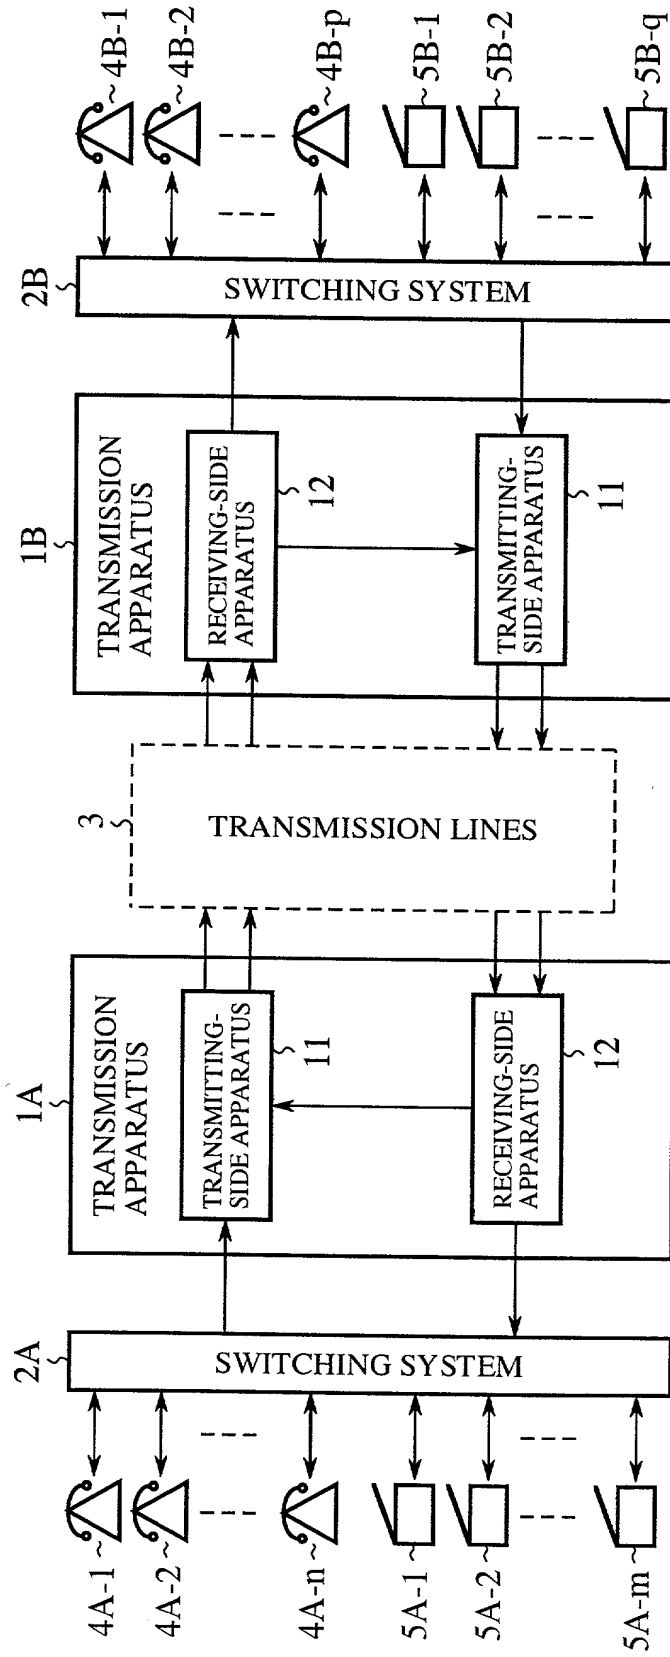 1A
TRANSMISSION
APPARATUS
1B
TRANSMISSION
APPARATUS
2A
SWITCHING SYSTEM
2B
SWITCHING SYSTEM
3
TRANSMISSION LINES
TRANSMITTING-
SIDE APPARATUS
11
RECEIVING-SIDE
APPARATUS
12
RECEIVING-SIDE
APPARATUS
12
TRANSMITTING-
SIDE APPARATUS
11
4A-1
4A-2
4A-n
5A-1
5A-2
5A-m
4B-1
4B-2
4B-p
5B-1
5B-2
5B-q